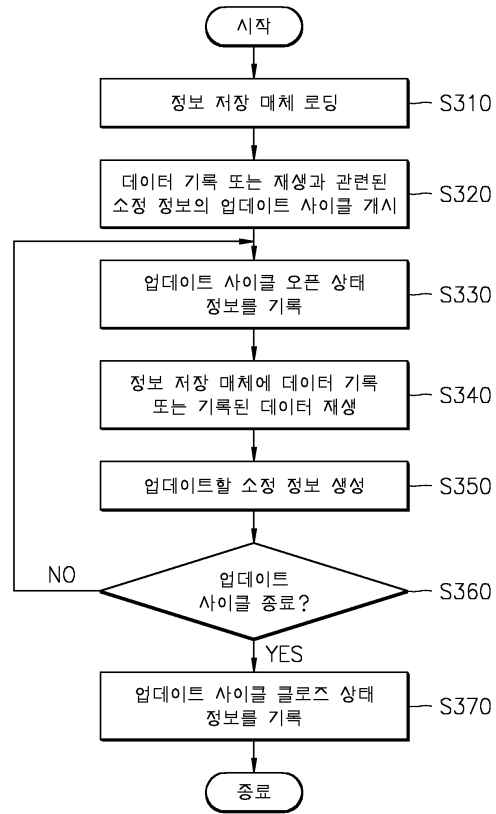 시작
정보 저장 매체 로딩
S310
데이터 기록 또는 재생과 관련된
소정 정보의 업데이트 사이클 개시
S320
업데이트 사이클 오픈 상태
정보를 기록
S330
정보 저장 매체에 데이터 기록
또는 기록된 데이터 재생
S340
업데이트할 소정 정보 생성
S350
업데이트
사이클 종료?
S360
NO
YES
업데이트 사이클 클로즈 상태
정보를 기록
S370
종료